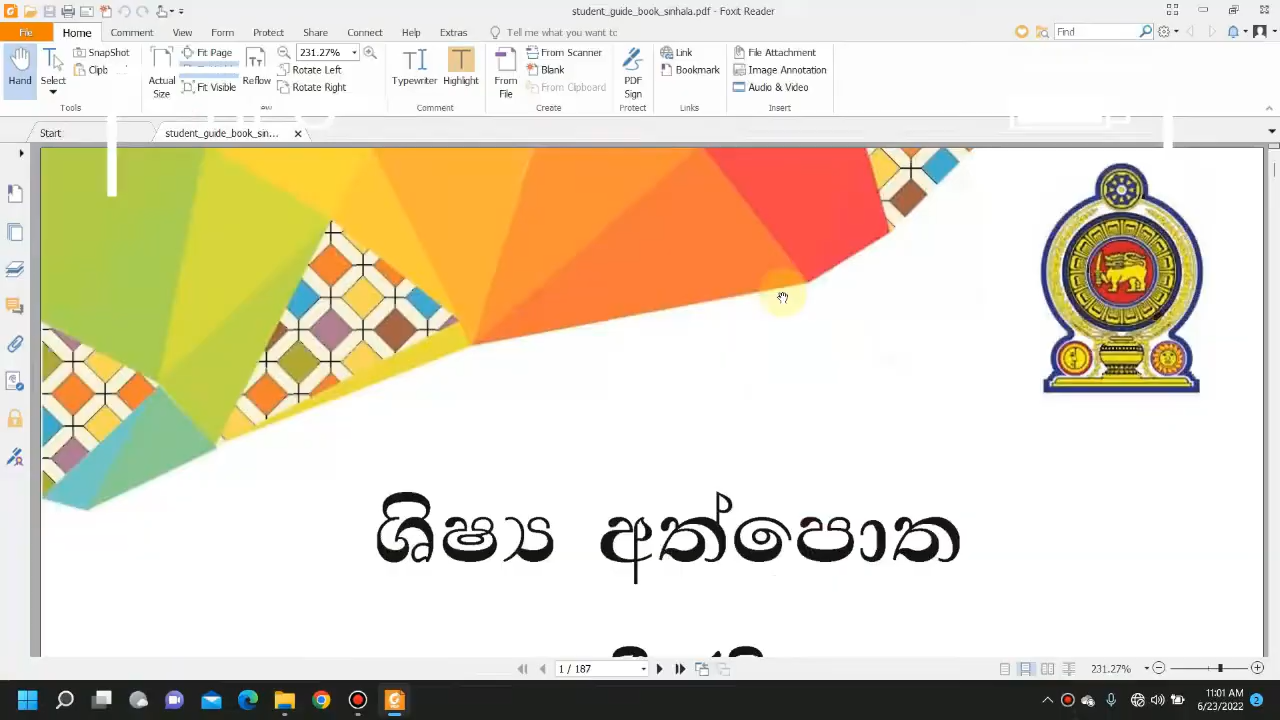 student_guide_book_sinhala.pdf - Foxit Reader
File Home Comment View Form Protect Share Connect Help Extras Tell me what you want to Find
Hand
Select
SnapShot
Tools
Actual Size
Fit Page
Fit Visible
Reflow
231.27%
Rotate Left
Rotate Right
Typewriter
Highlight
Comment
From File
From Scanner
Blank
From Clipboard
Create
PDF Sign
Protect
Link
Bookmark
Links
File Attachment
Image Annotation
Audio & Video
Insert
Start student_guide_book_sin...
ශිෂ්‍ය අත්පොත
1 / 187 231.27%
11:01 AM
6/23/2022
2